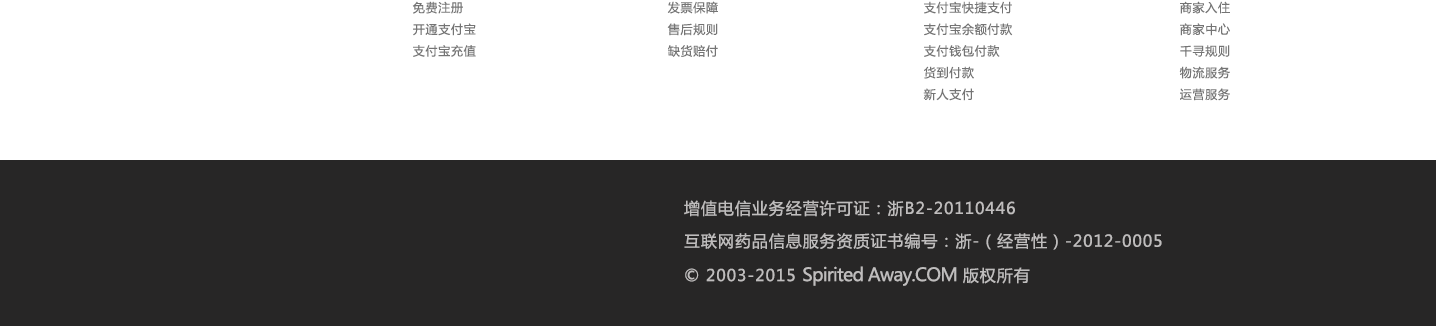 免费注册
开通支付宝
支付宝充值
发票保障
售后规则
缺货赔付
支付宝快捷支付
支付宝余额付款
支付钱包付款
货到付款
新人支付
商家入住
商家中心
千寻规则
物流服务
运营服务
增值电信业务经营许可证：浙B2-20110446
互联网药品信息服务资质证书编号：浙-（经营性）-2012-0005
© 2003-2015 Spirited Away.COM 版权所有